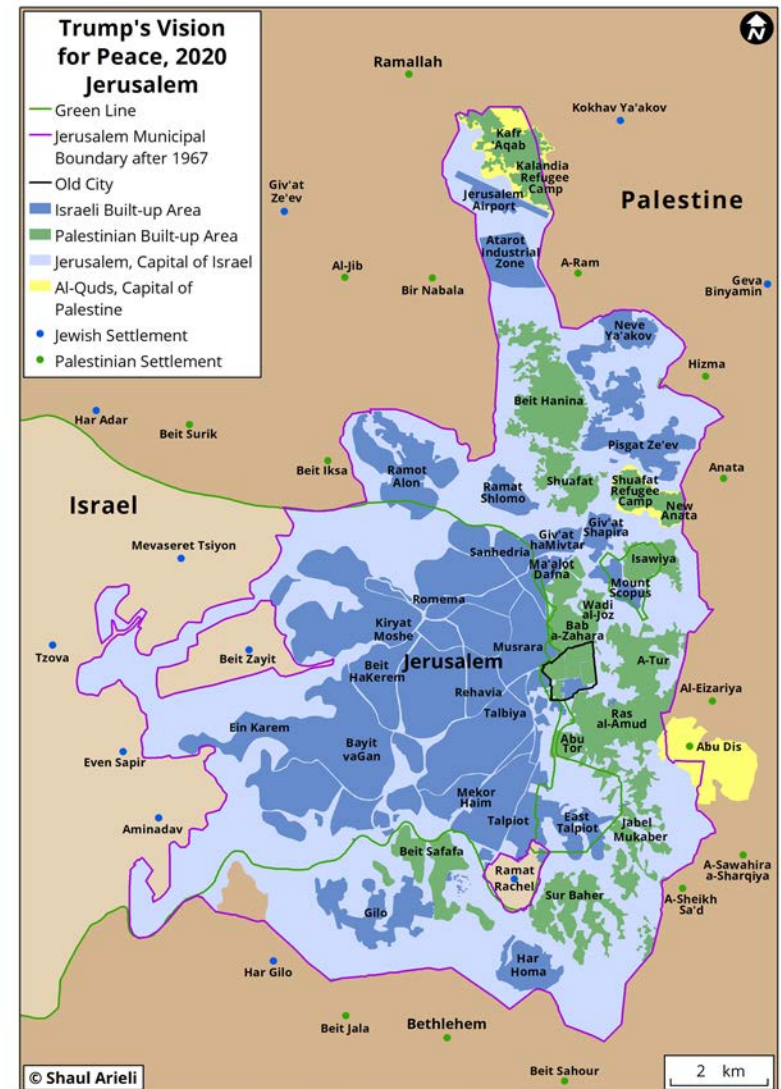 Trump's Vision
for Peace, 2020
Jerusalem
Green Line
Jerusalem Municipal
Boundary after 1967
Old City
Israeli Built-up Area
Palestinian Built-up Area
Jerusalem, Capital of Israel
Al-Quds, Capital of
Palestine
Jewish Settlement
Palestinian Settlement
N
Ramallah
Kokhav Ya'akov
Kafr
'Aqab
Kalandia
Refugee
Camp
Giv'at
Ze'ev
Jerusalem
Airport
Palestine
Atarot
Industrial
Zone
Al-Jib
Bir Nabala
A-Ram
Geva
Binyamin
Neve
Ya'akov
Hizma
Beit Hanina
Har Adar
Beit Surik
Pisgat Ze'ev
Beit Iksa
Ramot
Alon
Ramat
Shlomo
Shuafat
Shuafat
Refugee
Camp
Anata
New
Anata
Israel
Giv'at
Shapira
Giv'at
haMivtar
Sanhedria
Ma'alot
Dafna
Isawiya
Mevaseret Tsiyon
Mount
Scopus
Romema
Wadi
al-Joz
Kiryat
Moshe
Bab
a-Zahara
Musrara
Tzova
Beit Zayit
Beit
HaKerem
Jerusalem
A-Tur
Rehavia
Al-Eizariya
Talbiya
Ras
al-Amud
Ein Karem
Bayit
vaGan
Abu
Tor
Abu Dis
Even Sapir
Mekor
Haim
Aminadav
Talpiot
East
Talpiot
Jabel
Mukaber
Beit Safafa
Ramat
Rachel
A-Sawahira
a-Sharqiya
Sur Baher
A-Sheikh
Sa'd
Gilo
Har
Homa
Har Gilo
Beit Jala
Bethlehem
Beit Sahour
© Shaul Arieli
2 km